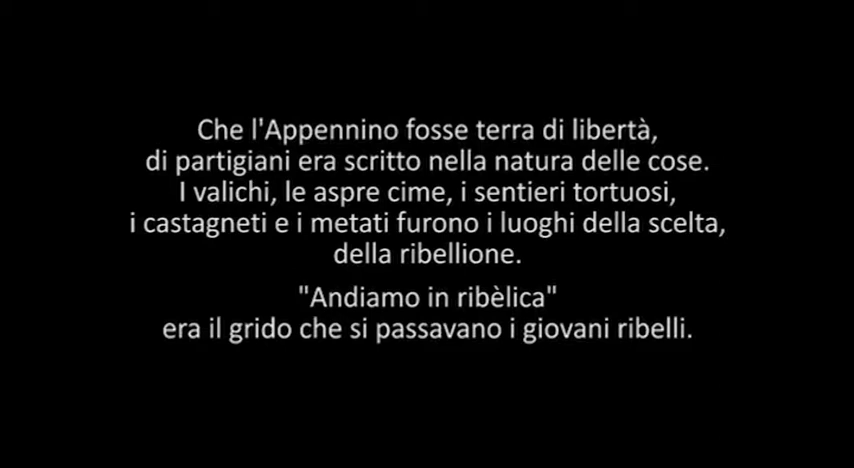 Che l'Appennino fosse terra di libertà,
di partigiani era scritto nella natura delle cose.
I valichi, le aspre cime, i sentieri tortuosi,
i castagneti e i metati furono i luoghi della scelta,
della ribellione.
"Andiamo in ribèlica"
era il grido che si passavano i giovani ribelli.